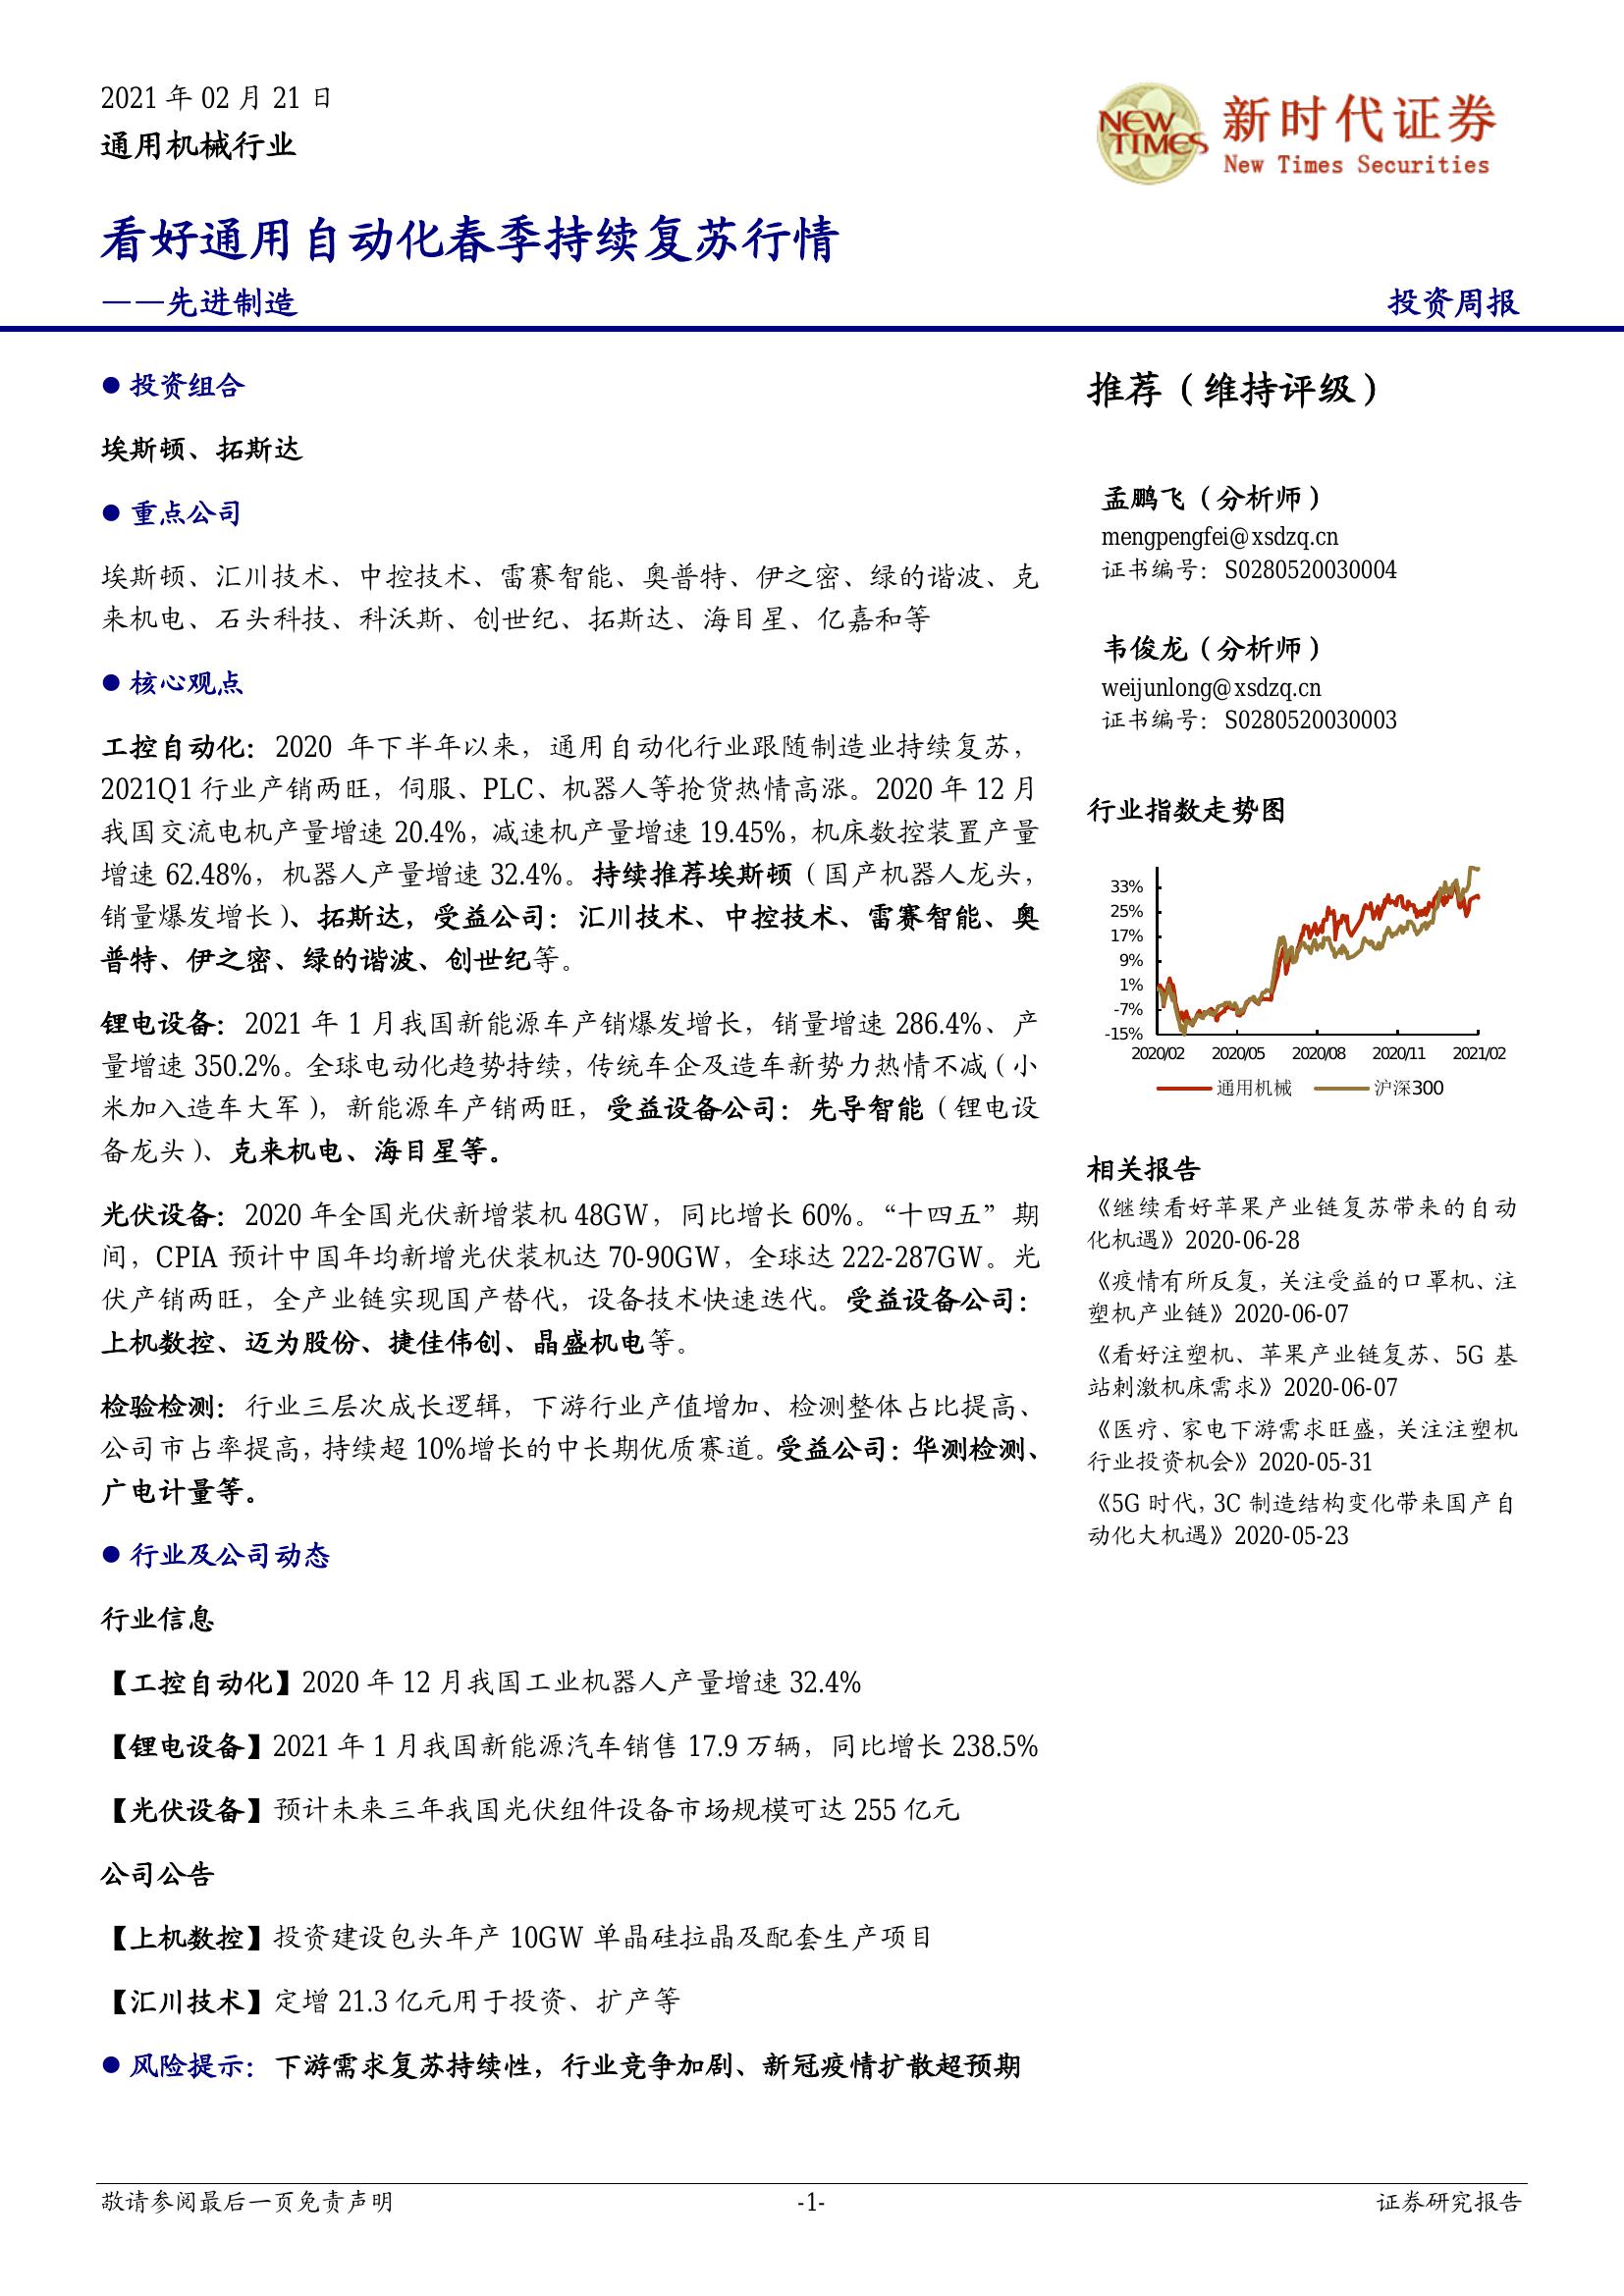 2021 年 02 月 21 日
通用机械行业
NEW TIMES
新时代证券
New Times Securities
看好通用自动化春季持续复苏行情
——先进制造
投资周报
● 投资组合
埃斯顿、拓斯达
● 重点公司
埃斯顿、汇川技术、中控技术、雷赛智能、奥普特、伊之密、绿的谐波、克
来机电、石头科技、科沃斯、创世纪、拓斯达、海目星、亿嘉和等
● 核心观点
工控自动化：2020 年下半年以来，通用自动化行业跟随制造业持续复苏，
2021Q1 行业产销两旺，伺服、PLC、机器人等抢货热情高涨。2020 年 12 月
我国交流电机产量增速 20.4%，减速机产量增速 19.45%，机床数控装置产量
增速 62.48%，机器人产量增速 32.4%。持续推荐埃斯顿（国产机器人龙头，
销量爆发增长）、拓斯达，受益公司：汇川技术、中控技术、雷赛智能、奥
普特、伊之密、绿的谐波、创世纪等。
锂电设备：2021 年 1 月我国新能源车产销爆发增长，销量增速 286.4%、产
量增速 350.2%。全球电动化趋势持续，传统车企及造车新势力热情不减（小
米加入造车大军），新能源车产销两旺，受益设备公司：先导智能（锂电设
备龙头）、克来机电、海目星等。
光伏设备：2020 年全国光伏新增装机 48GW，同比增长 60%。“十四五”期
间，CPIA 预计中国年均新增光伏装机达 70-90GW，全球达 222-287GW。光
伏产销两旺，全产业链实现国产替代，设备技术快速迭代。受益设备公司：
上机数控、迈为股份、捷佳伟创、晶盛机电等。
检验检测：行业三层次成长逻辑，下游行业产值增加、检测整体占比提高、
公司市占率提高，持续超 10%增长的中长期优质赛道。受益公司：华测检测、
广电计量等。
● 行业及公司动态
行业信息
【工控自动化】2020 年 12 月我国工业机器人产量增速 32.4%
【锂电设备】2021 年 1 月我国新能源汽车销售 17.9 万辆，同比增长 238.5%
【光伏设备】预计未来三年我国光伏组件设备市场规模可达 255 亿元
公司公告
【上机数控】投资建设包头年产 10GW 单晶硅拉晶及配套生产项目
【汇川技术】定增 21.3 亿元用于投资、扩产等
● 风险提示：下游需求复苏持续性，行业竞争加剧、新冠疫情扩散超预期
推荐（维持评级）
孟鹏飞（分析师）
mengpengfei@xsdzq.cn
证书编号：S0280520030004
韦俊龙（分析师）
weijunlong@xsdzq.cn
证书编号：S0280520030003
行业指数走势图
33%
25%
17%
9%
1%
-7%
-15%
2020/02 2020/05 2020/08 2020/11 2021/02
通用机械 沪深300
相关报告
《继续看好苹果产业链复苏带来的自动
化机遇》2020-06-28
《疫情有所反复，关注受益的口罩机、注
塑机产业链》2020-06-07
《看好注塑机、苹果产业链复苏、5G 基
站刺激机床需求》2020-06-07
《医疗、家电下游需求旺盛，关注注塑机
行业投资机会》2020-05-31
《5G 时代，3C 制造结构变化带来国产自
动化大机遇》2020-05-23
敬请参阅最后一页免责声明
-1-
证券研究报告